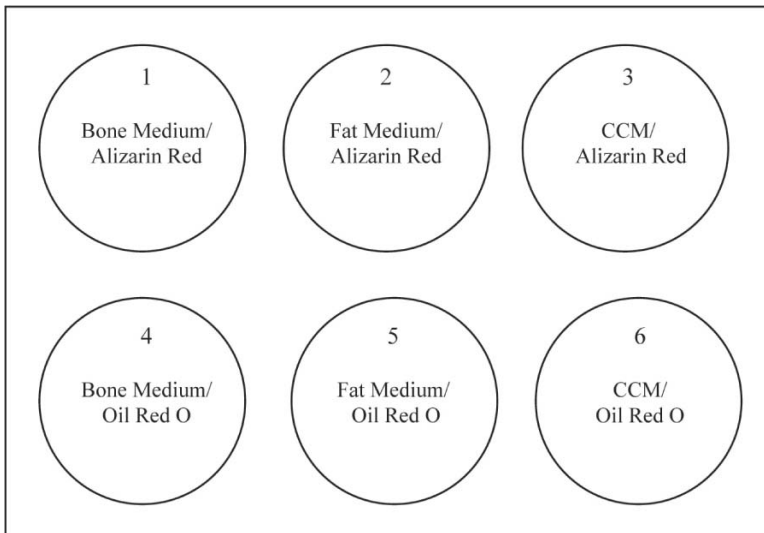 1
Bone Medium/
Alizarin Red
2
Fat Medium/
Alizarin Red
3
CCM/
Alizarin Red
4
Bone Medium/
Oil Red O
5
Fat Medium/
Oil Red O
6
CCM/
Oil Red O